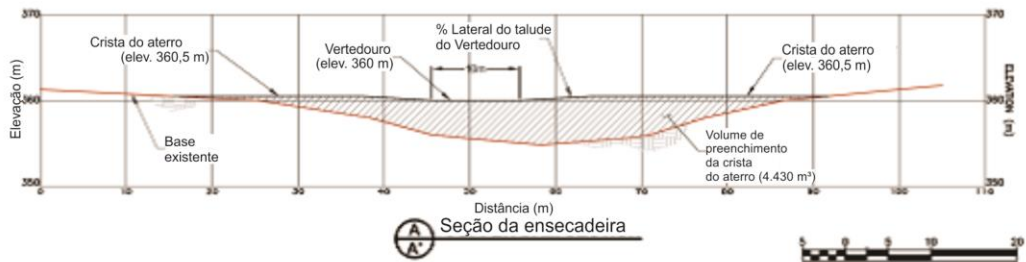 370
370
Crista do aterro
(elev. 360,5 m)
Vertedouro
(elev. 360 m)
% Lateral do talude
do Vertedouro
Crista do aterro
(elev. 360,5 m)
10m
Elevação (m)
ELEVATION (m)
360
360
Base
existente
Volume de
preenchimento
da crista
do aterro (4.430 m³)
350
350
0 10 20 30 40 50 60 70 80 90 100 110
Distância (m)
A
A'
Seção da ensecadeira
5 0 5 10 20